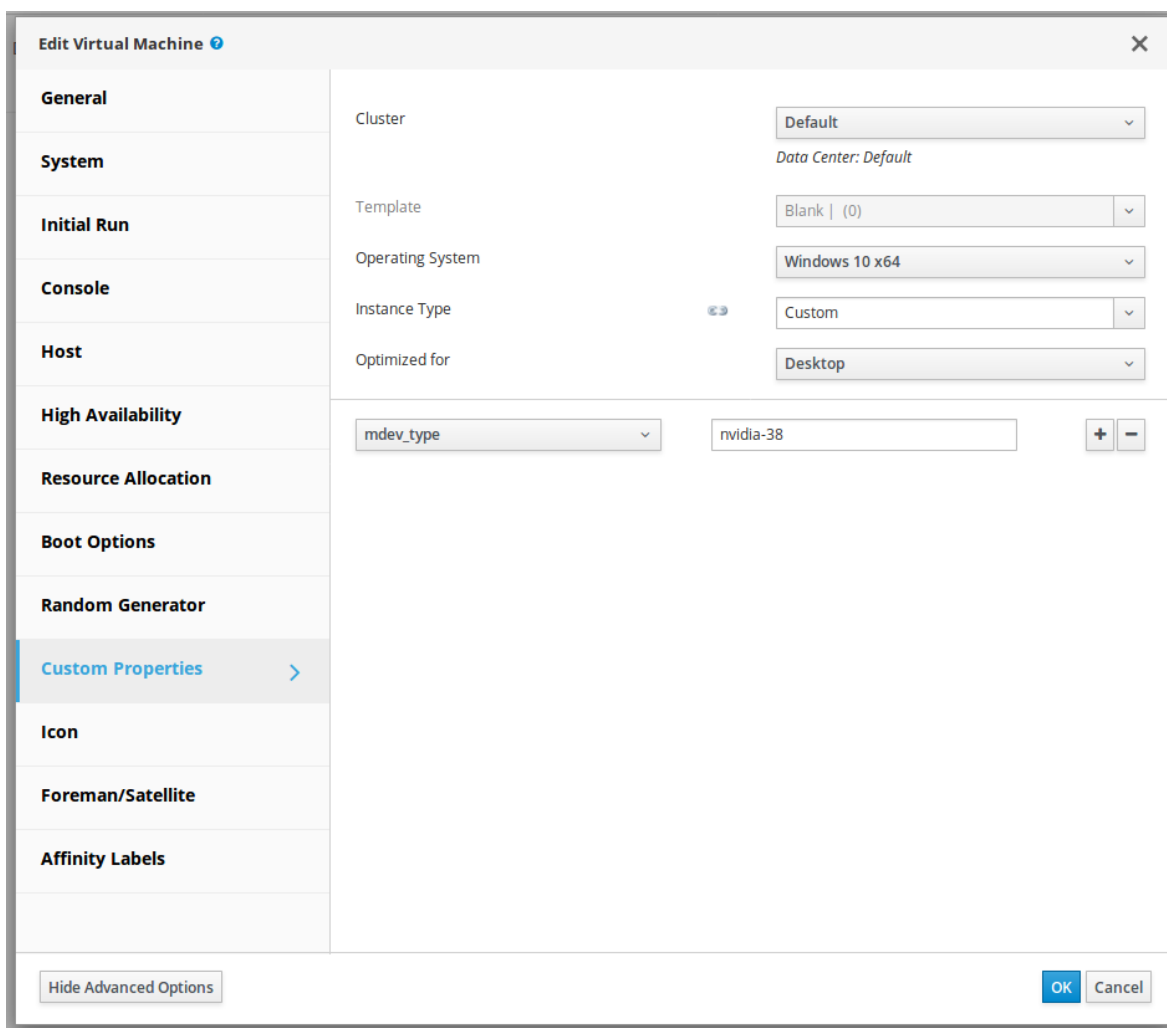 Edit Virtual Machine
General
System
Initial Run
Console
Host
High Availability
Resource Allocation
Boot Options
Random Generator
Custom Properties
Icon
Foreman/Satellite
Affinity Labels
Cluster
Default
Data Center: Default
Template
Blank | (0)
Operating System
Windows 10 x64
Instance Type
Custom
Optimized for
Desktop
mdev_type
nvidia-38
Hide Advanced Options
OK
Cancel